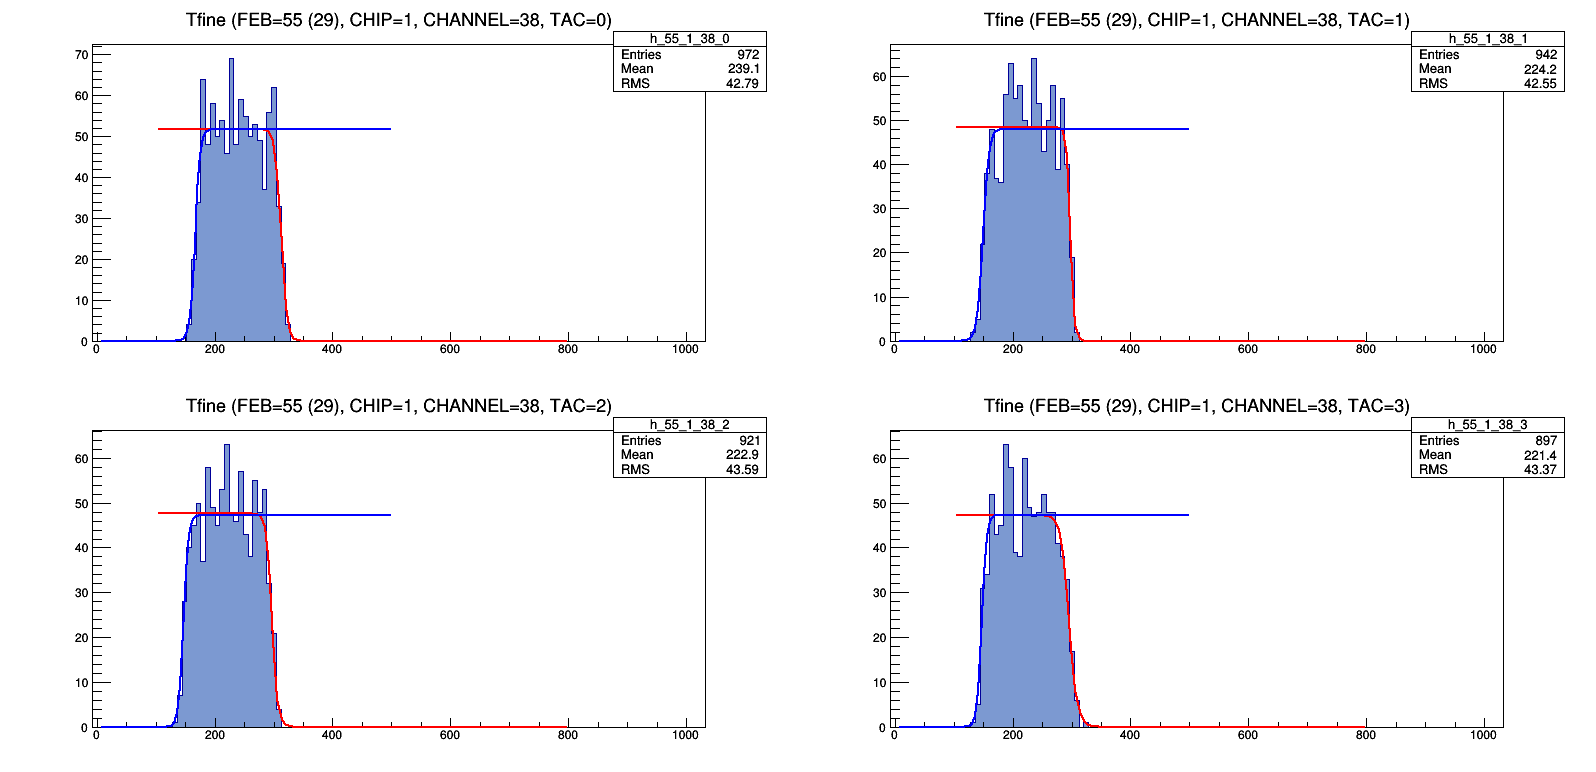 Tfine (FEB=55 (29), CHIP=1, CHANNEL=38, TAC=0)
h_55_1_38_0
Entries 972
Mean 239.1
RMS 42.79
70
60
50
40
30
20
10
0
0 200 400 600 800 1000
Tfine (FEB=55 (29), CHIP=1, CHANNEL=38, TAC=1)
h_55_1_38_1
Entries 942
Mean 224.2
RMS 42.55
60
50
40
30
20
10
0
0 200 400 600 800 1000
Tfine (FEB=55 (29), CHIP=1, CHANNEL=38, TAC=2)
h_55_1_38_2
Entries 921
Mean 222.9
RMS 43.59
60
50
40
30
20
10
0
0 200 400 600 800 1000
Tfine (FEB=55 (29), CHIP=1, CHANNEL=38, TAC=3)
h_55_1_38_3
Entries 897
Mean 221.4
RMS 43.37
60
50
40
30
20
10
0
0 200 400 600 800 1000